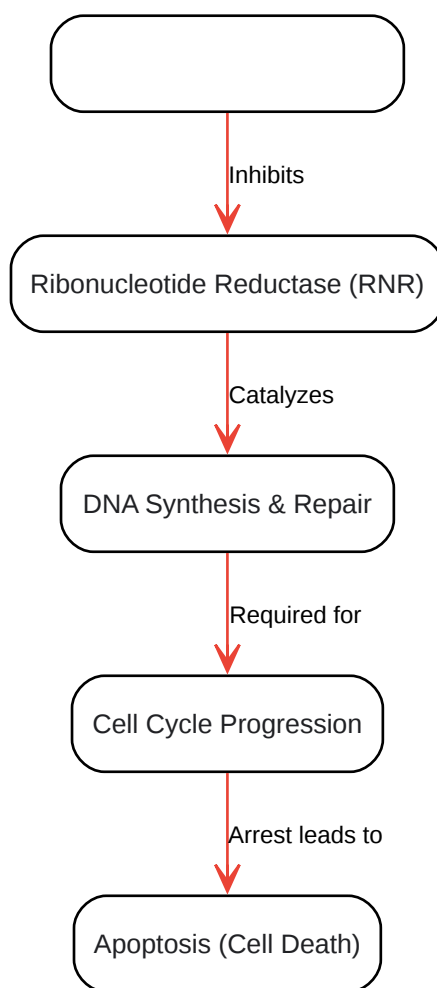 Inhibits
Ribonucleotide Reductase (RNR)
Catalyzes
DNA Synthesis & Repair
Required for
Cell Cycle Progression
Arrest leads to
Apoptosis (Cell Death)